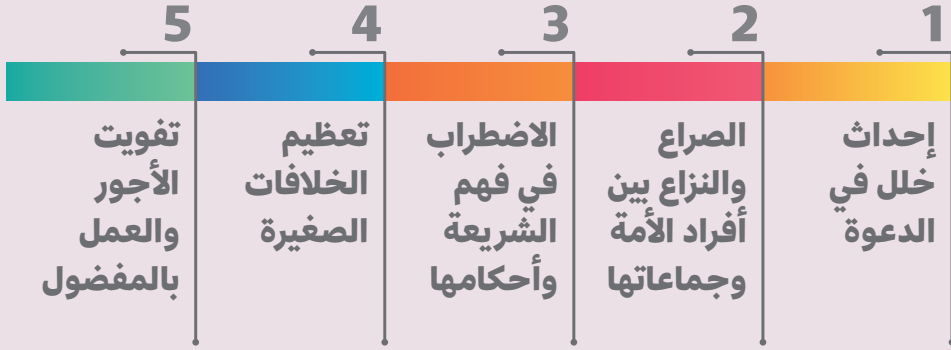 1
إحداث
خلل في
الدعوة
2
الصراع
والنزاع بين
أفراد الأمة
وجماعاتها
3
الاضطراب
في فهم
الشريعة
وأحكامها
4
تعظيم
الخلافات
الصغيرة
5
تفويت
الأجور
والعمل
بالمفضول